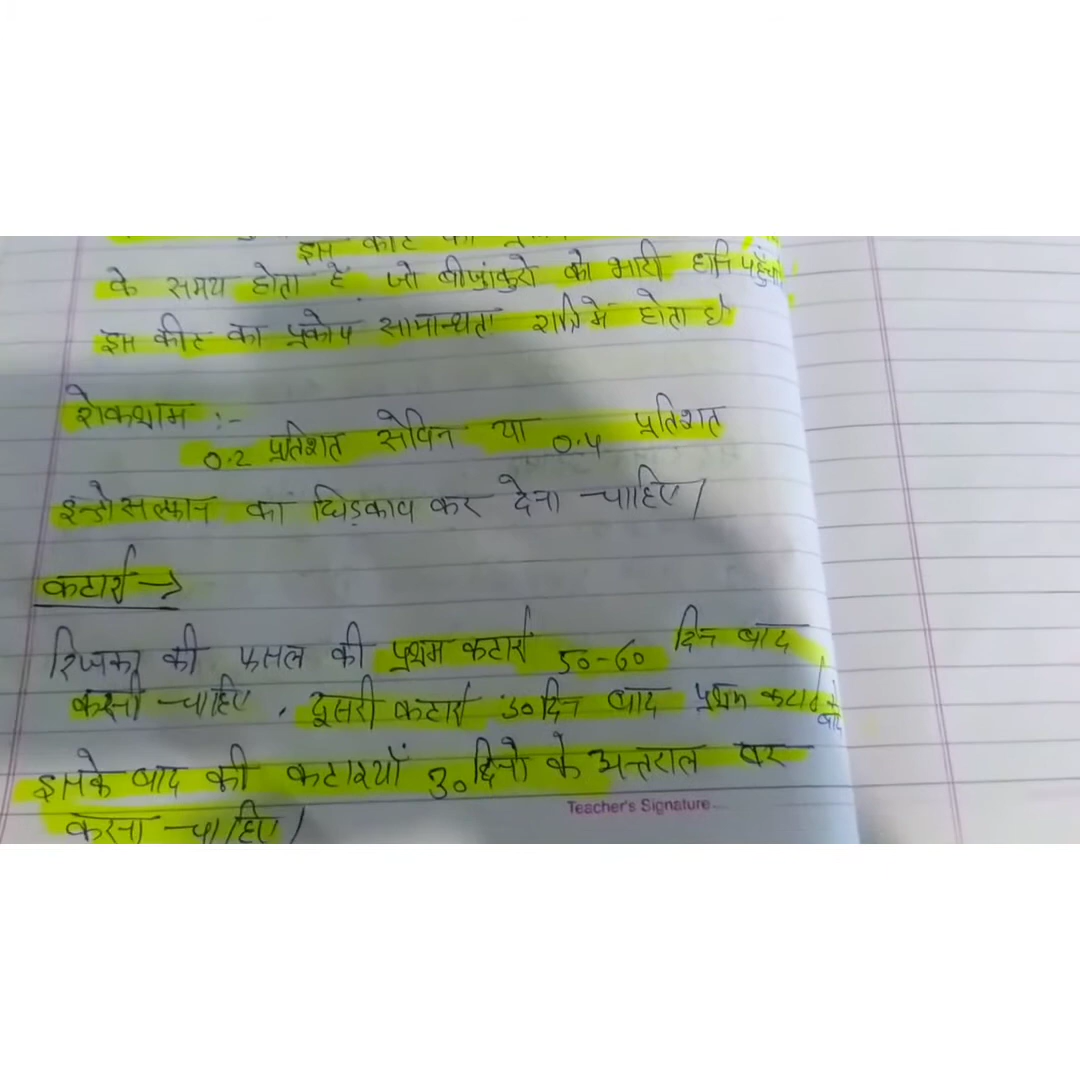 इस कीट का
के समय होता है जो बीजांकुरो को भारी हानि पहुँचा
इस कीट का प्रकोप सामान्यता रात्रि मे होता है
रोकथाम :-
0.2 प्रतिशत सेविन या 0.4 प्रतिशत
इन्डोसल्फान का छिड़काव कर देना चाहिए।
कटाई →
रिजका की फसल की प्रथम कटाई 50-60 दिन बाद
करनी चाहिए . दूसरी कटाई 30 दिन बाद प्रथम कटाई के बाद
इसके बाद की कटाइयाँ 30 दिनो के अन्तराल पर
करना चाहिए।
Teacher's Signature